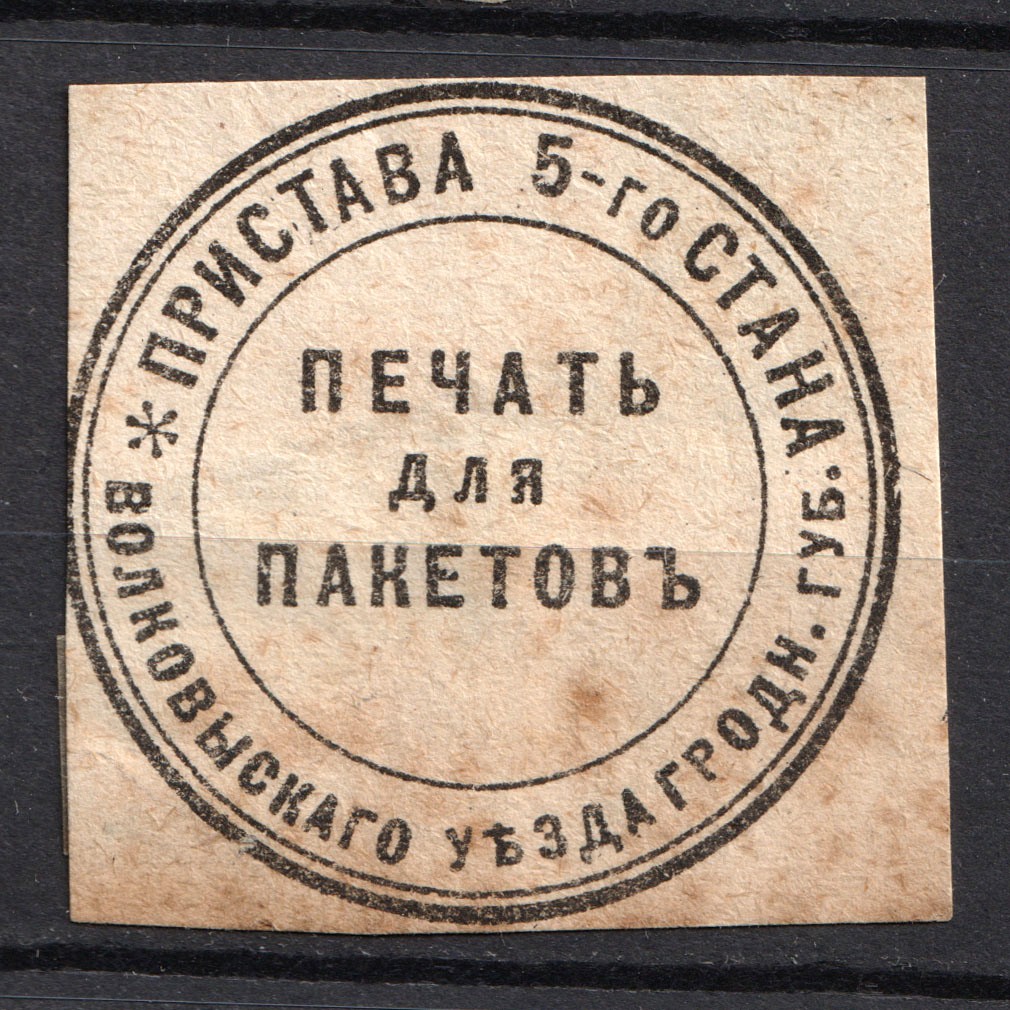 * ПРИСТАВА 5-го СТАНА.
ВОЛКОВЫСКАГО УѢЗДА ГРОДН. ГУБ.
ПЕЧАТЬ
ДЛЯ
ПАКЕТОВЪ